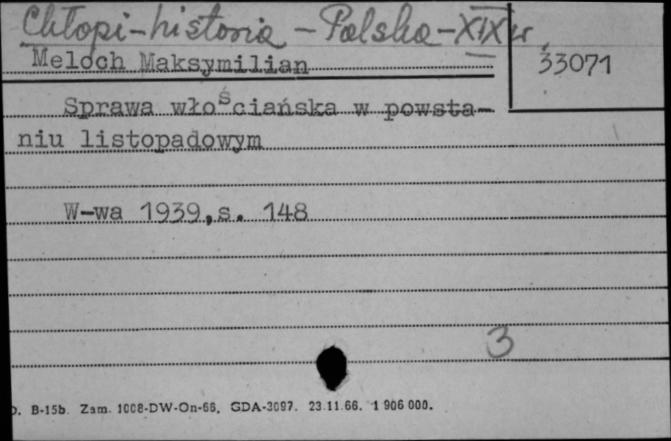 Chłopi-historia - Polska-XIX w.
Meloch Maksymilian
33071
Sprawa włościańska w powsta-
niu listopadowym
W-wa 1939,s. 148
3
D. B-15b. Zam. 1008-DW-On-66. GDA-3097. 23.11.66. 1 906 000.